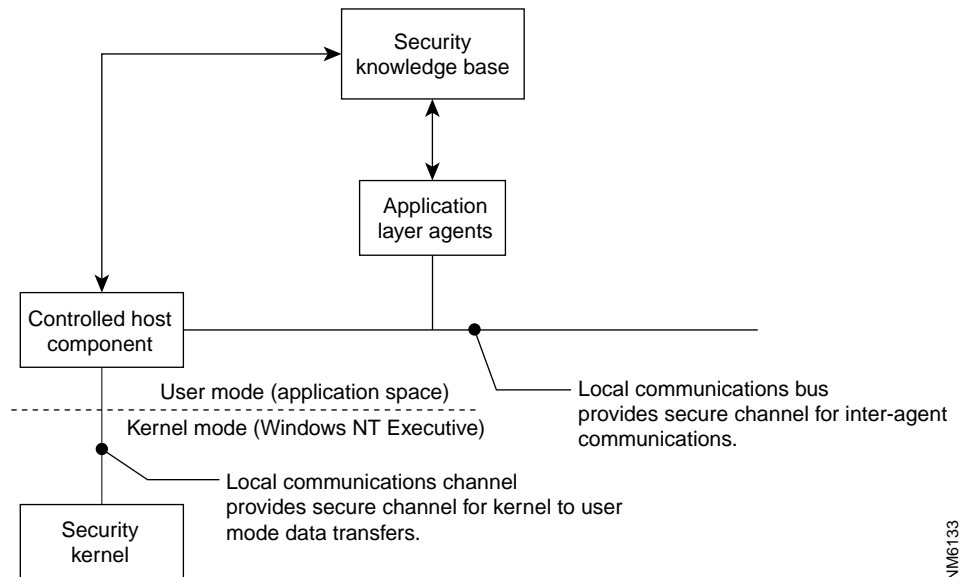 Security
knowledge base
Application
layer agents
Controlled host
component
User mode (application space)
Local communications bus
provides secure channel for inter-agent
communications.
Kernel mode (Windows NT Executive)
Local communications channel
provides secure channel for kernel to user
mode data transfers.
Security
kernel
NM6133